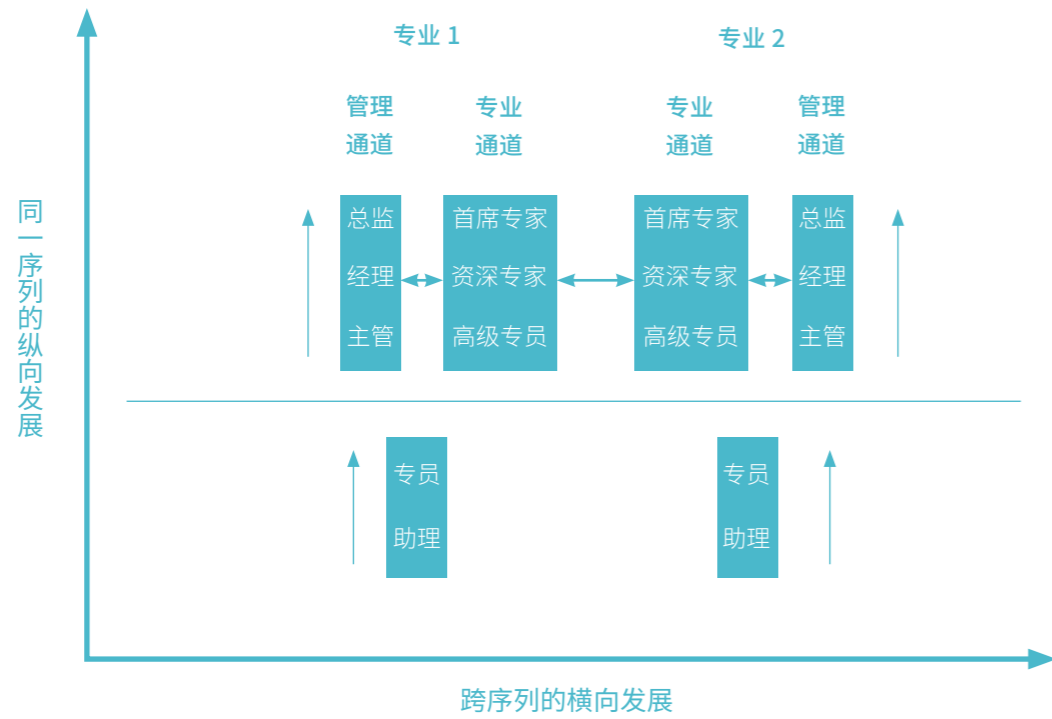 专业 1
专业 2
管理
通道
专业
通道
专业
通道
管理
通道
同一序列的纵向发展
总监
经理
主管
首席专家
资深专家
高级专员
首席专家
资深专家
高级专员
总监
经理
主管
专员
助理
专员
助理
跨序列的横向发展